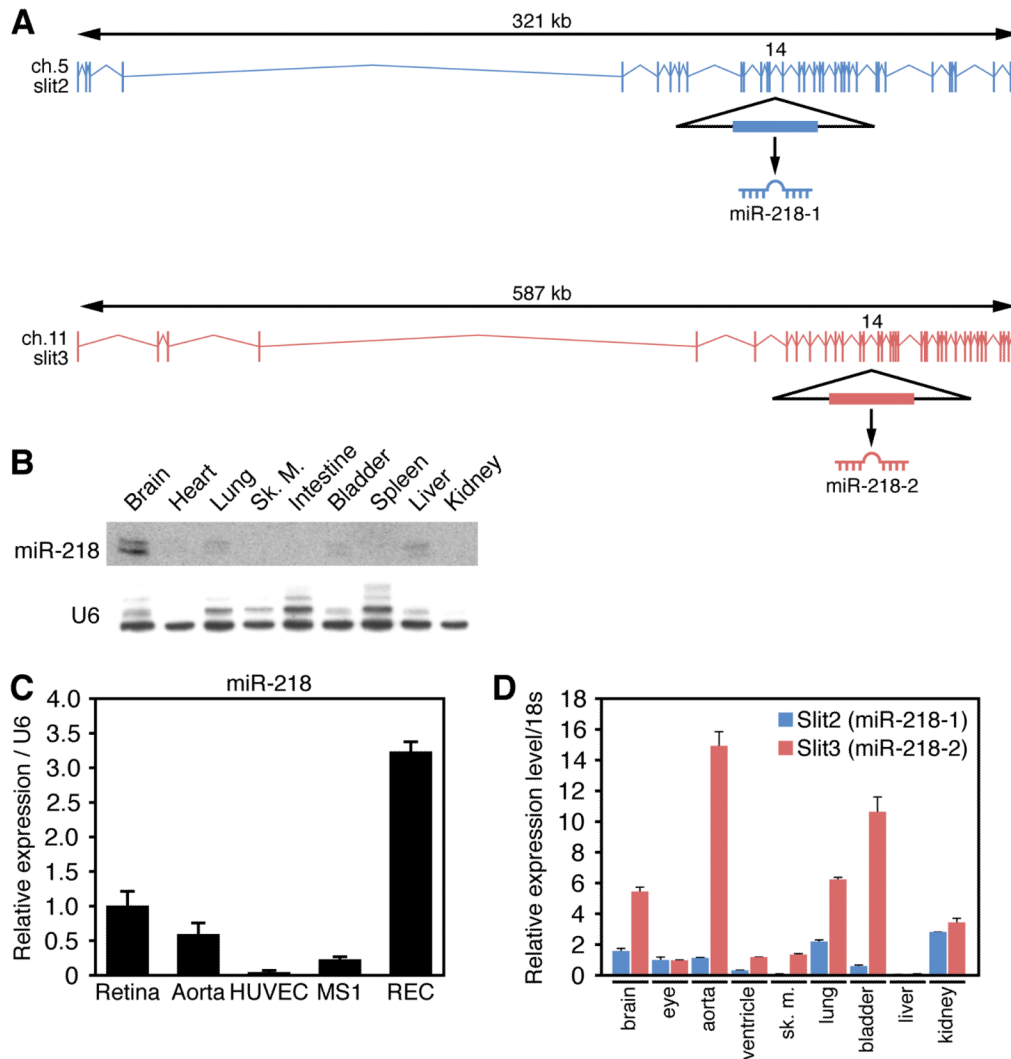 A
321 kb
ch.5
slit2
14
miR-218-1
587 kb
ch.11
slit3
14
miR-218-2
B
Brain Heart Lung Sk. M. Intestine Bladder Spleen Liver Kidney
miR-218
U6
C
miR-218
Relative expression / U6
4.0
3.5
3.0
2.5
2.0
1.5
1.0
0.5
0
Retina Aorta HUVEC MS1 REC
D
Relative expression level/18s
18
16
14
12
10
8
6
4
2
0
Slit2 (miR-218-1)
Slit3 (miR-218-2)
brain eye aorta ventricle sk. m. lung bladder liver kidney